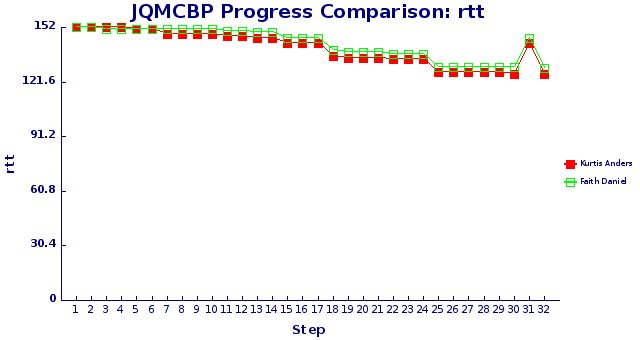 JQMCBP Progress Comparison: rtt
152
121.6
91.2
60.8
30.4
0
rtt
1 2 3 4 5 6 7 8 9 10 11 12 13 14 15 16 17 18 19 20 21 22 23 24 25 26 27 28 29 30 31 32
Step
Kurtis Anders
Faith Daniel